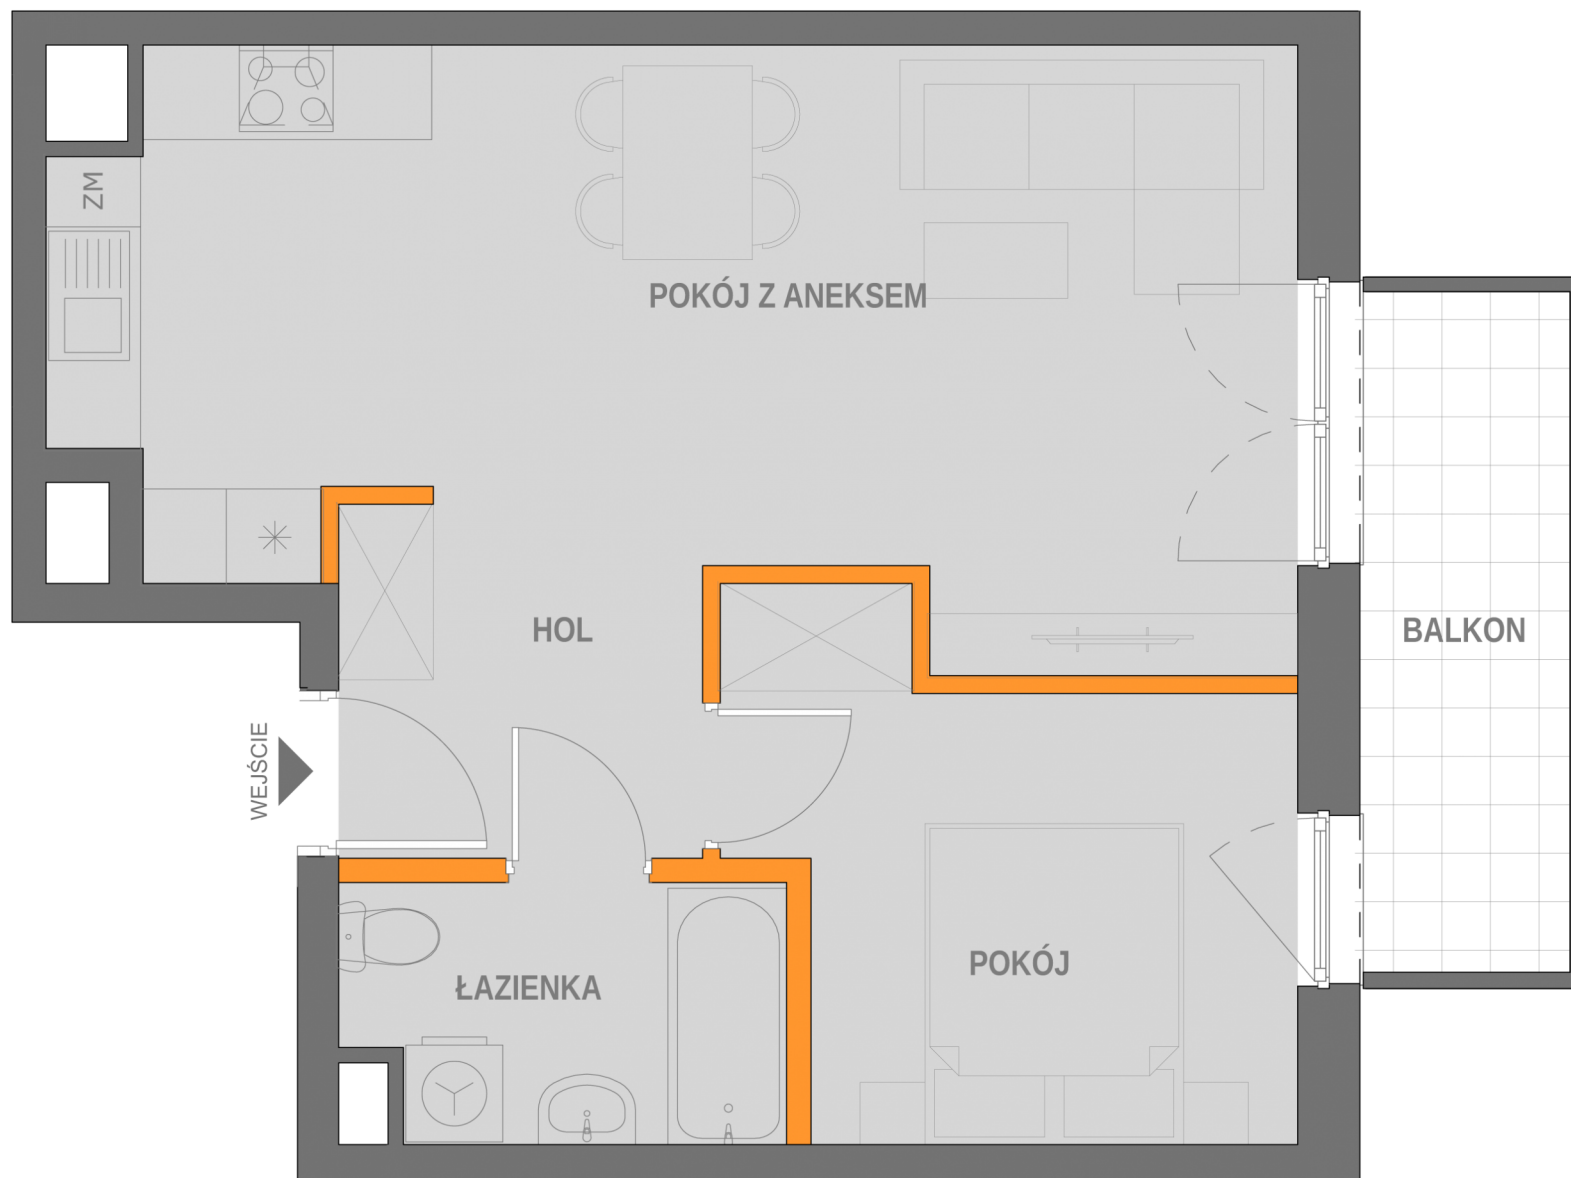 ZM
POKÓJ Z ANEKSEM
HOL
BALKON
WEJŚCIE
POKÓJ
ŁAZIENKA